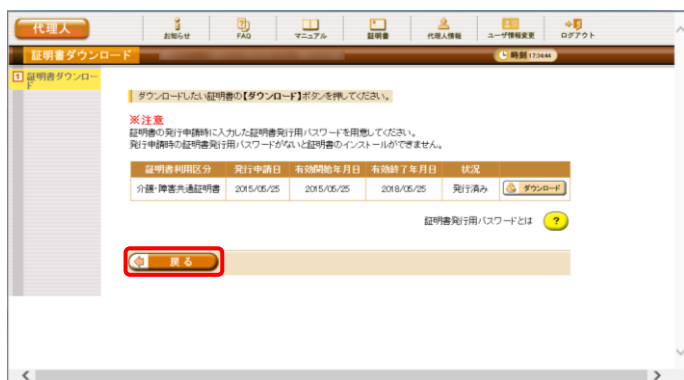 代理人
お知らせ
FAQ
マニュアル
証明書
代理人情報
ユーザ情報変更
ログアウト
証明書ダウンロード
時刻 17:34:44
1 証明書ダウンロー
ド
ダウンロードしたい証明書の【ダウンロード】ボタンを押してください。
※注意
証明書の発行申請時に入力した証明書発行用パスワードを用意してください。
発行申請時の証明書発行用パスワードがないと証明書のインストールができません。
証明書利用区分 発行申請日 有効開始年月日 有効終了年月日 状況
介護・障害共通証明書 2015/05/25 2015/05/25 2018/05/25 発行済み ダウンロード
証明書発行用パスワードとは ?
戻る